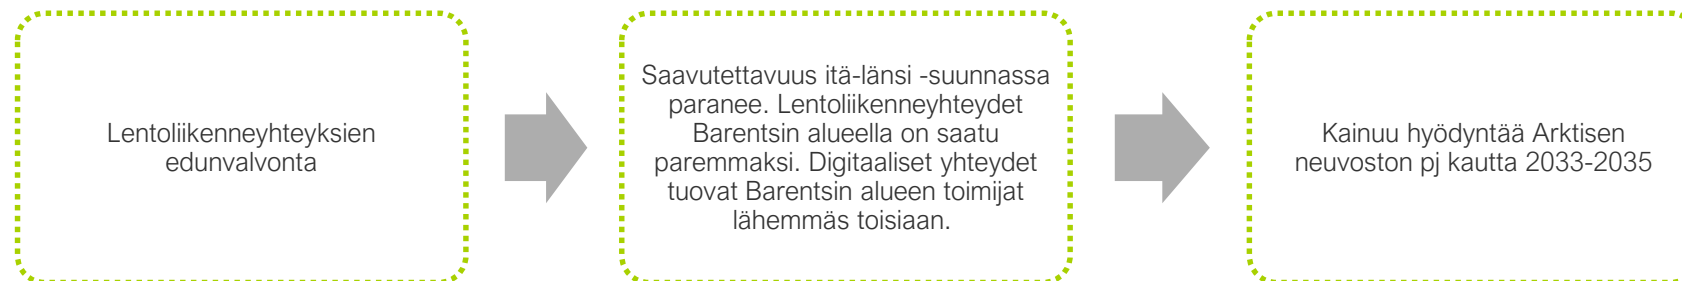 Lentoliikenneyhteyksien
edunvalvonta
Saavutettavuus itä-länsi -suunnassa
paranee. Lentoliikenneyhteydet
Barentsin alueella on saatu
paremmaksi. Digitaaliset yhteydet
tuovat Barentsin alueen toimijat
lähemmäs toisiaan.
Kainuu hyödyntää Arktisen
neuvoston pj kautta 2033-2035